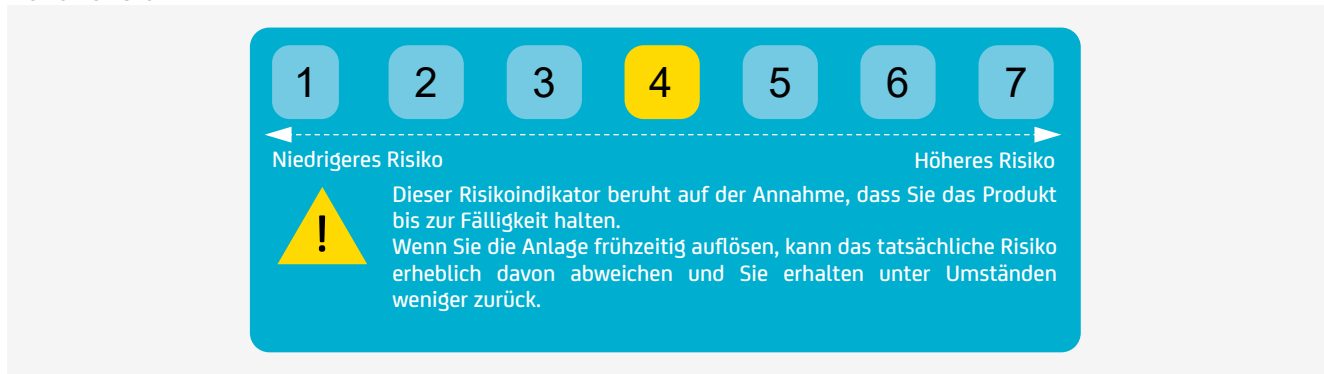 1 2 3 4 5 6 7
Niedrigeres Risiko Höheres Risiko
! Dieser Risikoindikator beruht auf der Annahme, dass Sie das Produkt
bis zur Fälligkeit halten.
Wenn Sie die Anlage frühzeitig auflösen, kann das tatsächliche Risiko
erheblich davon abweichen und Sie erhalten unter Umständen
weniger zurück.